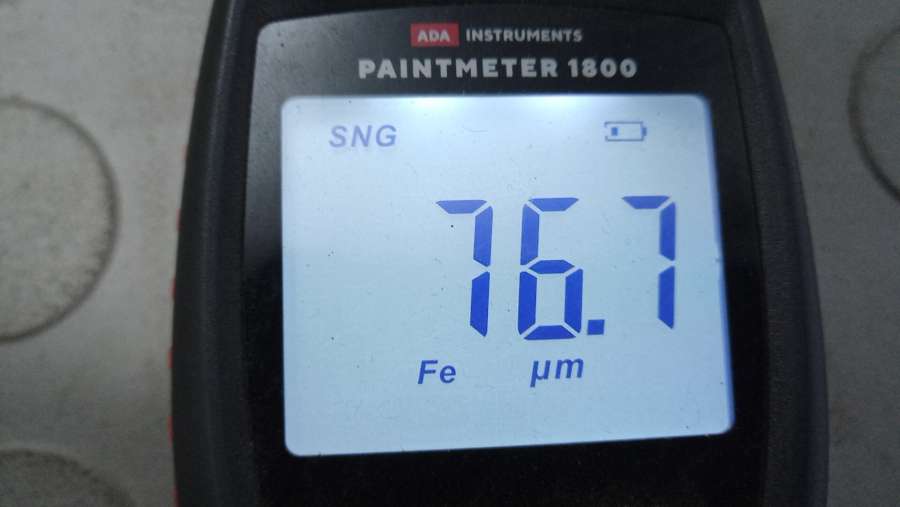 ADA INSTRUMENTS
PAINTMETER 1800
SNG
76.7
Fe µm